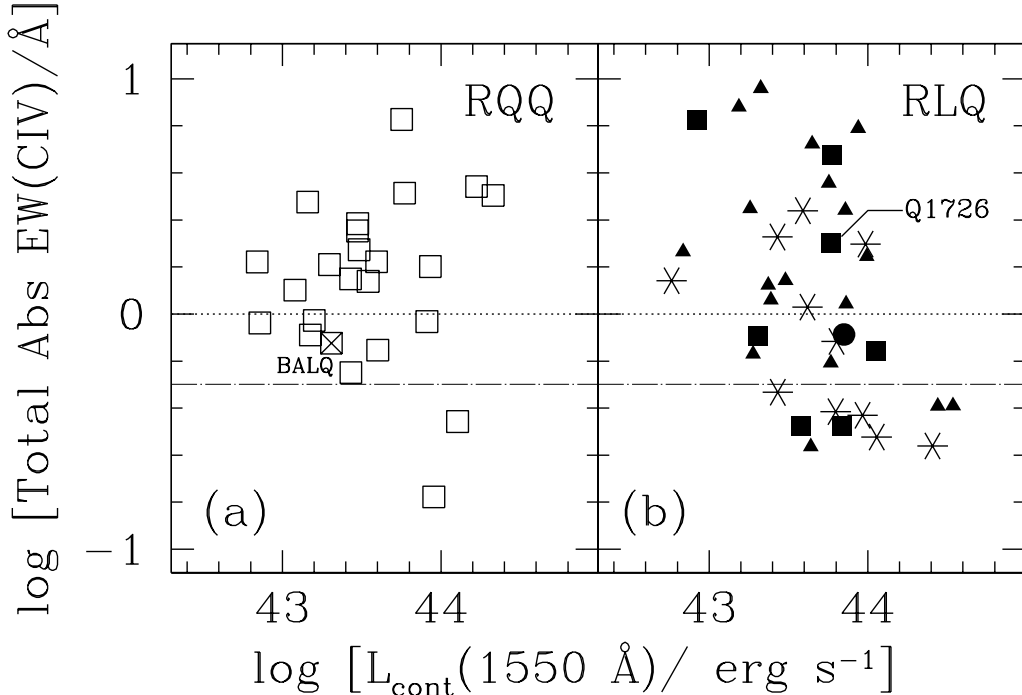 log [Total Abs EW(CIV)/Å]
1
0
−1
RQQ
RLQ
Q1726
BALQ
(a)
(b)
43
44
43
44
log [Lcont(1550 Å)/ erg s−1]